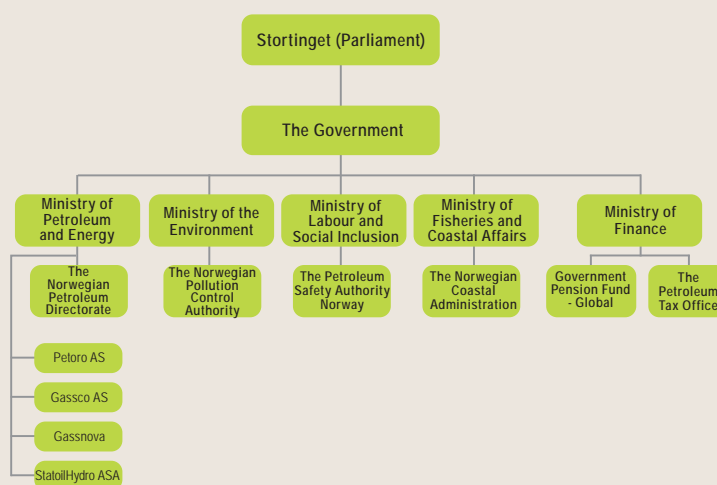 Stortinget (Parliament)
The Government
Ministry of
Petroleum
and Energy
Ministry of the
Environment
Ministry of
Labour and
Social Inclusion
Ministry of
Fisheries and
Coastal Affairs
Ministry of
Finance
The
Norwegian
Petroleum
Directorate
The Norwegian
Pollution
Control
Authority
The Petroleum
Safety Authority
Norway
The Norwegian
Coastal
Administration
Government
Pension Fund
- Global
The
Petroleum
Tax Office
Petoro AS
Gassco AS
Gassnova
StatoilHydro ASA